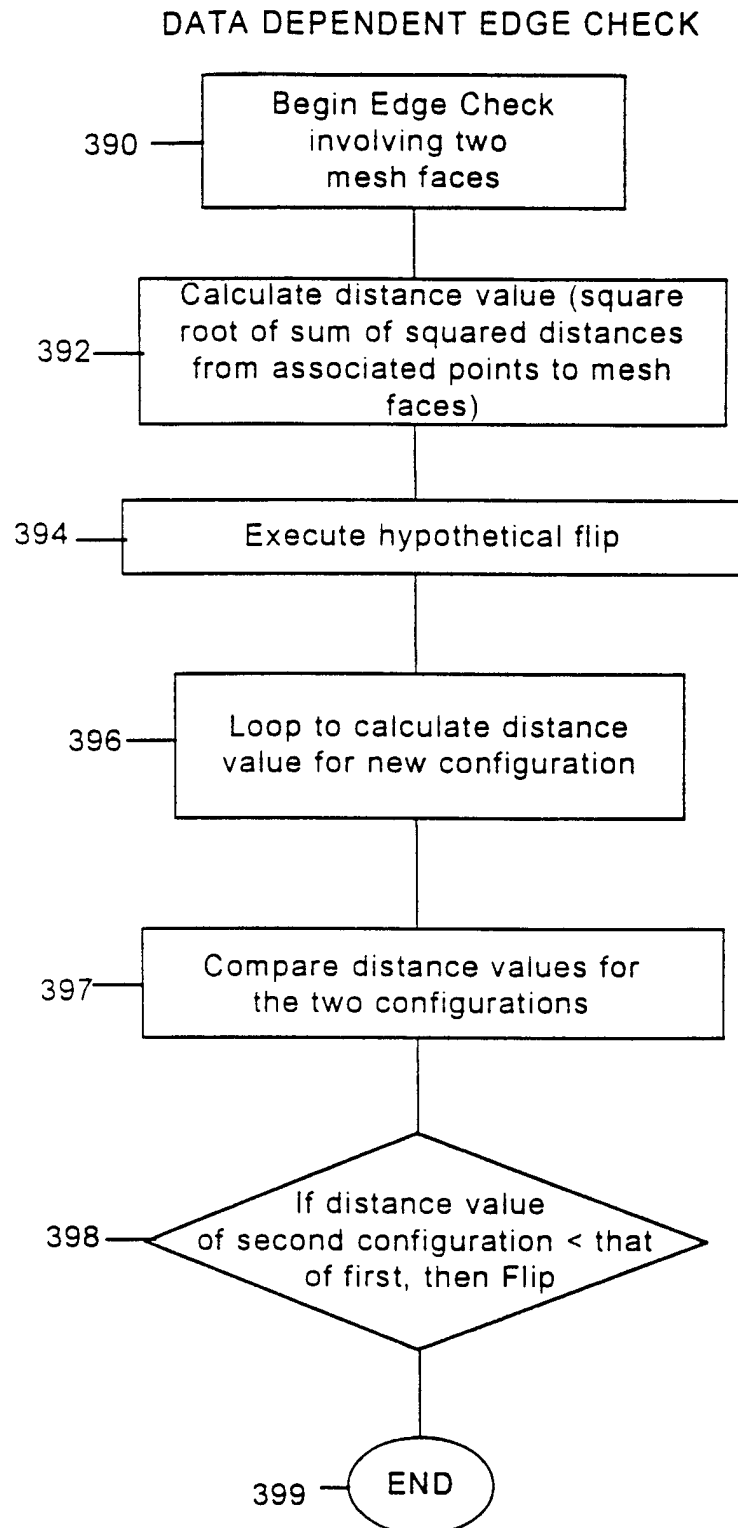 DATA DEPENDENT EDGE CHECK
390
Begin Edge Check
involving two
mesh faces
392
Calculate distance value (square
root of sum of squared distances
from associated points to mesh
faces)
394
Execute hypothetical flip
396
Loop to calculate distance
value for new configuration
397
Compare distance values for
the two configurations
398
If distance value
of second configuration < that
of first, then Flip
399
END